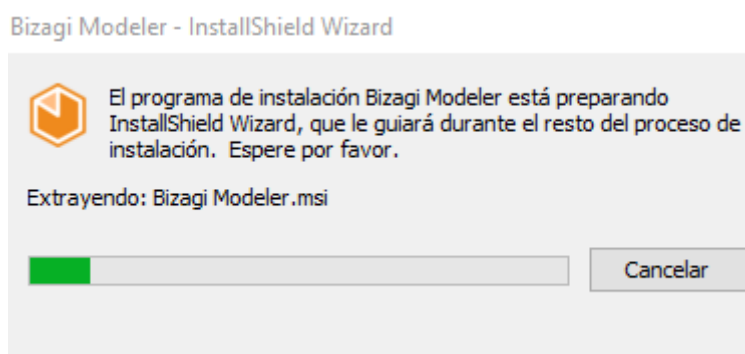 Bizagi Modeler - InstallShield Wizard
El programa de instalación Bizagi Modeler está preparando
InstallShield Wizard, que le guiará durante el resto del proceso de
instalación. Espere por favor.
Extrayendo: Bizagi Modeler.msi
Cancelar